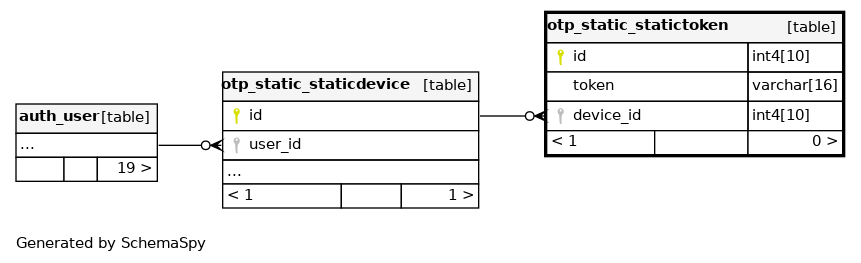 auth_user [table]
...
19 >
otp_static_staticdevice [table]
id
user_id
...
< 1 1 >
otp_static_statictoken [table]
id int4[10]
token varchar[16]
device_id int4[10]
< 1 0 >
Generated by SchemaSpy